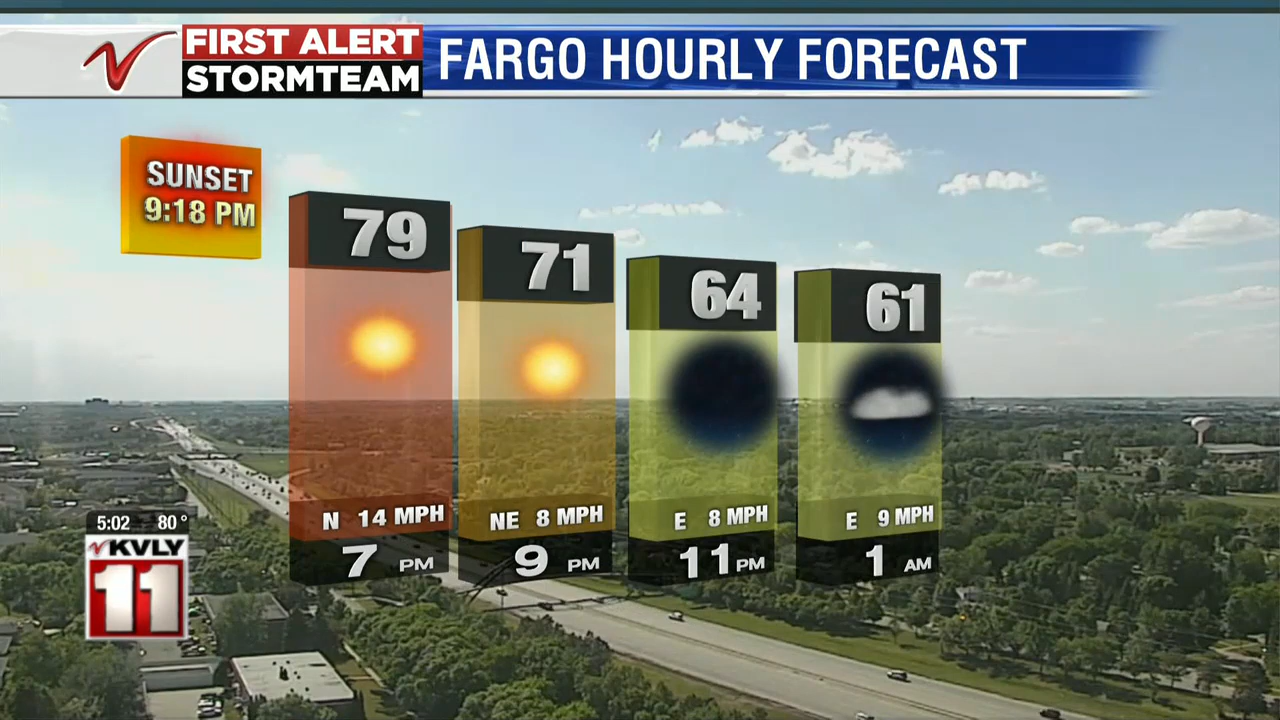 FIRST ALERT
STORMTEAM
FARGO HOURLY FORECAST
SUNSET
9:18 PM
79
71
64
61
N 14 MPH
NE 8 MPH
E 8 MPH
E 9 MPH
7 PM
9 PM
11 PM
1 AM
5:02 80°
KVLY
11